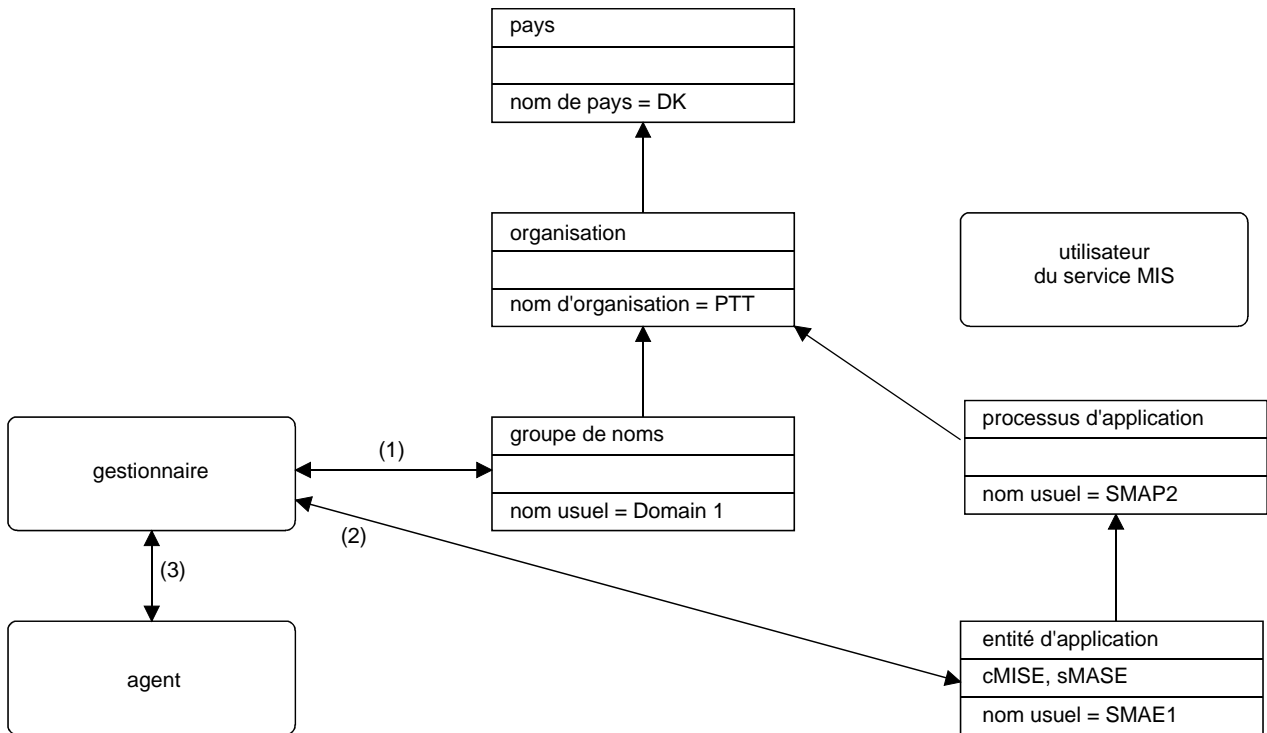 pays
nom de pays = DK
organisation
nom d'organisation = PTT
utilisateur
du service MIS
groupe de noms
nom usuel = Domain 1
processus d'application
nom usuel = SMAP2
gestionnaire
(1)
(2)
(3)
agent
entité d'application
cMISE, sMASE
nom usuel = SMAE1